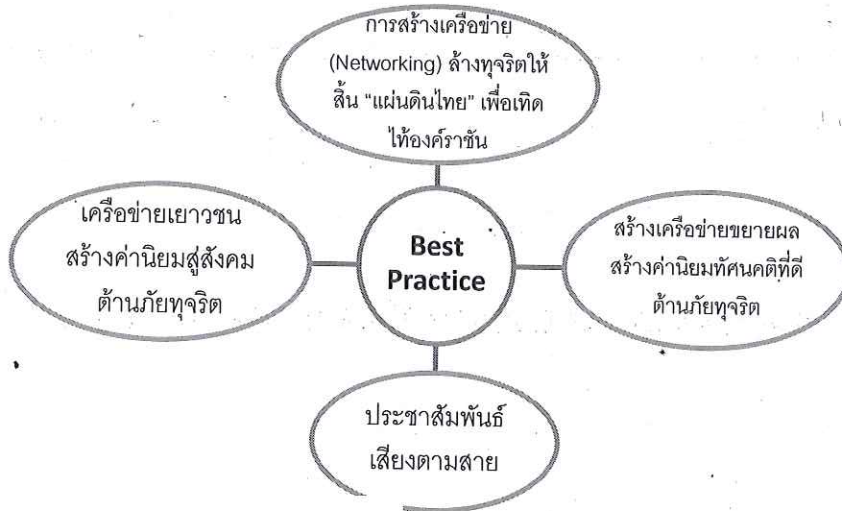 การสร้างเครือข่าย
(Networking) ล้างทุจริตให้
สิ้น "แผ่นดินไทย" เพื่อเทิด
ไท้องค์ราชัน
เครือข่ายเยาวชน
สร้างค่านิยมสู่สังคม
ต้านภัยทุจริต
Best
Practice
สร้างเครือข่ายขยายผล
สร้างค่านิยมทัศนคติที่ดี
ต้านภัยทุจริต
ประชาสัมพันธ์
เสียงตามสาย